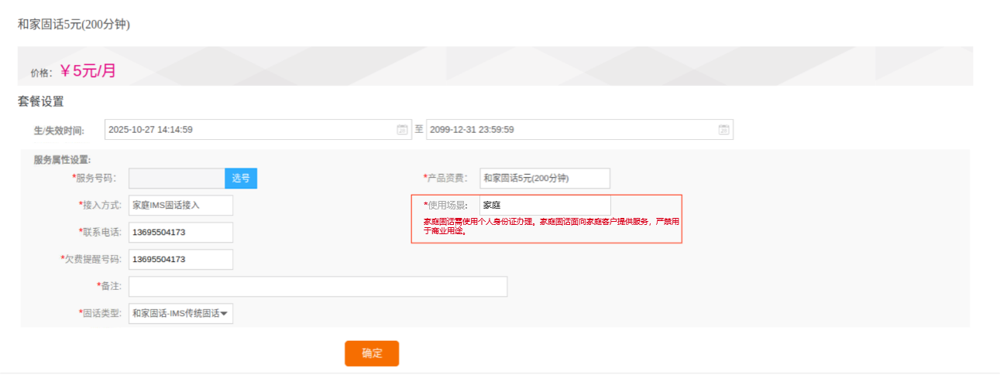 和家固话5元(200分钟)
价格：￥5元/月
套餐设置
生/失效时间: 2025-10-27 14:14:59 至 2099-12-31 23:59:59
服务属性设置:
*服务号码: 选号 *产品资费: 和家固话5元(200分钟)
*接入方式: 家庭IMS固话接入 *使用场景: 家庭
家庭固话需使用个人身份证办理。家庭固话面向家庭客户提供服务，严禁用
于商业用途。
*联系电话: 13695504173
*欠费提醒号码: 13695504173
*备注:
*固话类型: 和家固话-IMS传统固话
确定